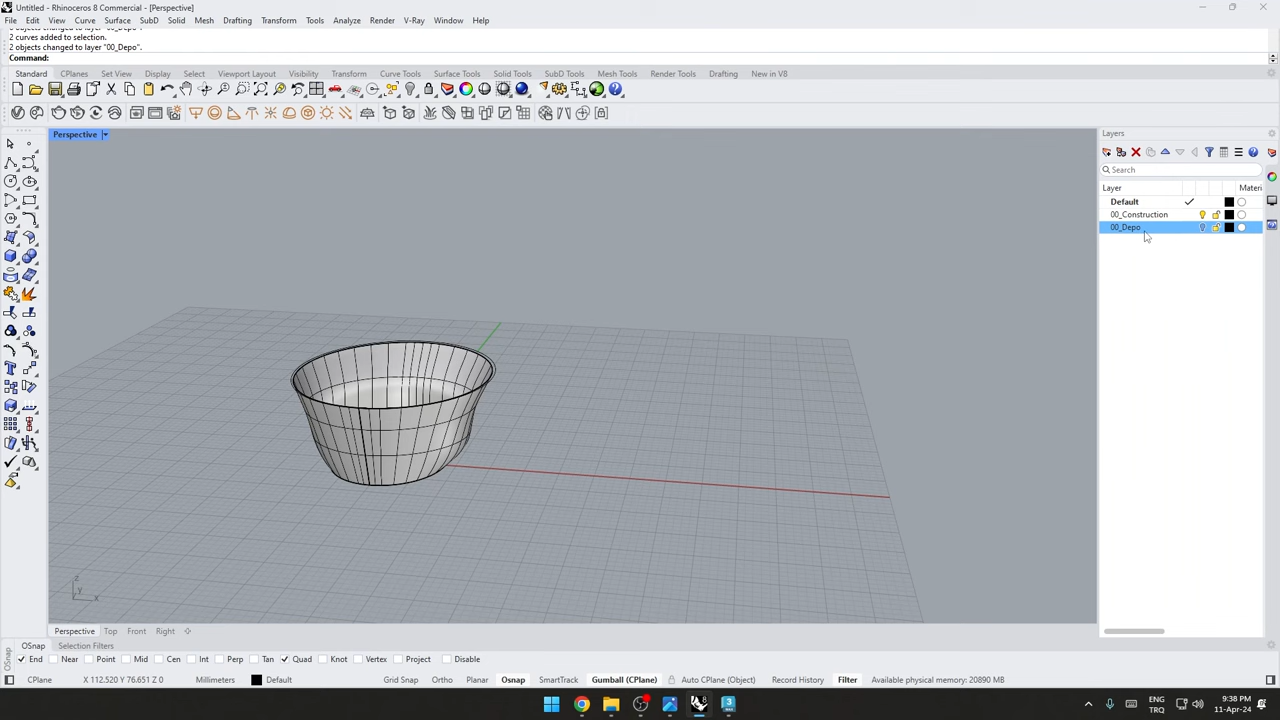 Untitled - Rhinoceros 8 Commercial - [Perspective]
File Edit View Curve Surface SubD Solid Mesh Drafting Transform Tools Analyze Render V-Ray Window Help
2 curves added to selection.
2 objects changed to layer "00_Depo".
Command:
Standard CPlanes Set View Display Select Viewport Layout Visibility Transform Curve Tools Surface Tools Solid Tools SubD Tools Mesh Tools Render Tools Drafting New in V8
Perspective
Layers
Search
Layer Materi
Default
00_Construction
00_Depo
z
y
x
Perspective Top Front Right
OSnap Selection Filters
OSnap
End Near Point Mid Cen Int Perp Tan Quad Knot Vertex Project Disable
CPlane X 112.520 Y 76.651 Z 0 Millimeters Default Grid Snap Ortho Planar Osnap SmartTrack Gumball (CPlane) Auto CPlane (Object) Record History Filter Available physical memory: 20890 MB
ENG
TRQ
9:38 PM
11-Apr-24